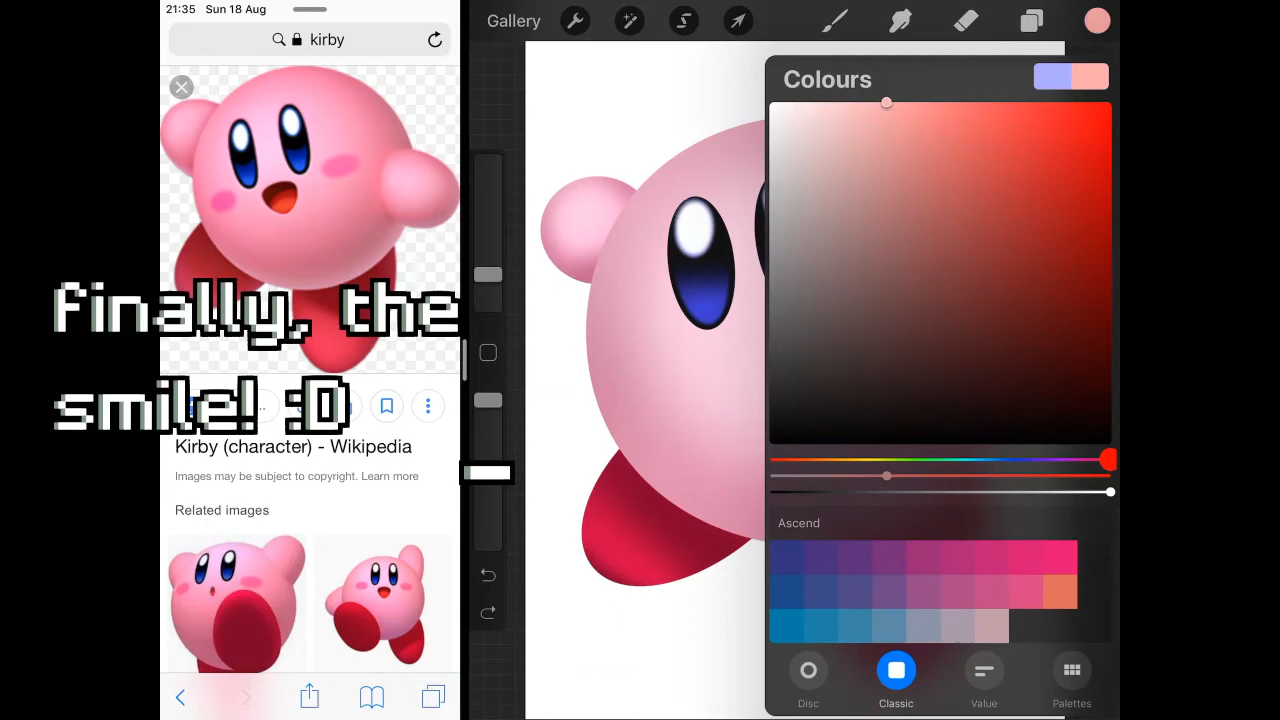 21:35 Sun 18 Aug
kirby
Gallery
Colours
finally, the
smile! :D
Kirby (character) - Wikipedia
Images may be subject to copyright. Learn more
Related images
Ascend
Disc
Classic
Value
Palettes